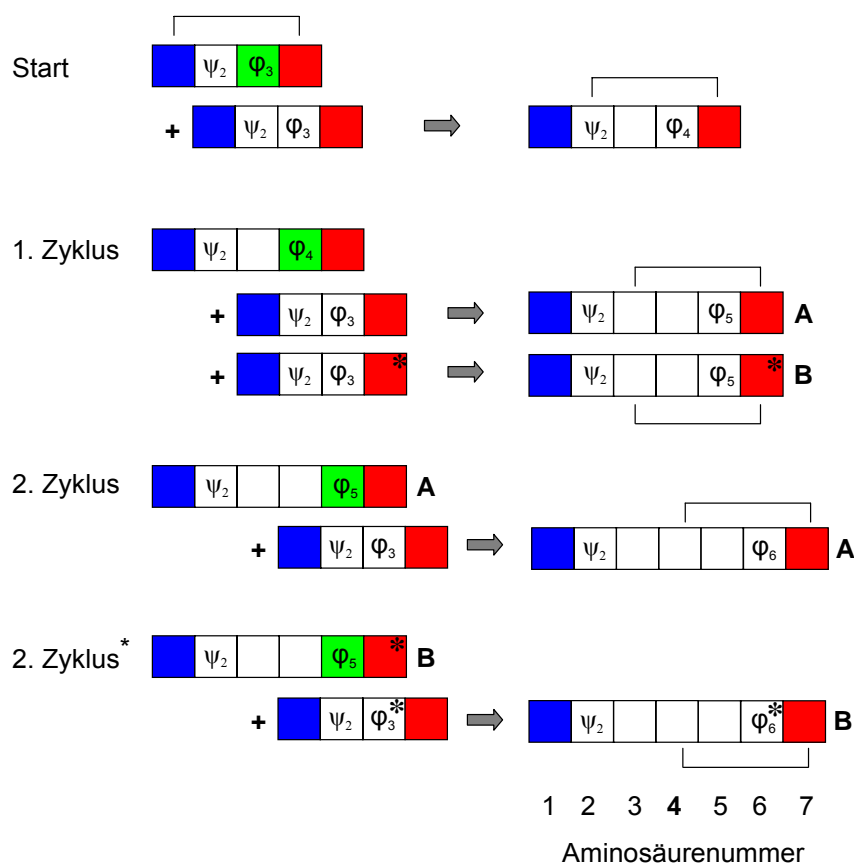 Start ψ₂ φ₃
+ ψ₂ φ₃ ψ₂ φ₄
1. Zyklus ψ₂ φ₄
+ ψ₂ φ₃ ψ₂ φ₅ A
+ ψ₂ φ₃ * ψ₂ φ₅ * B
2. Zyklus ψ₂ φ₅ A
+ ψ₂ φ₃ ψ₂ φ₆ A
2. Zyklus* ψ₂ φ₅ * B
+ ψ₂ φ₃* ψ₂ φ₆* B
1 2 3 4 5 6 7
Aminosäurenummer